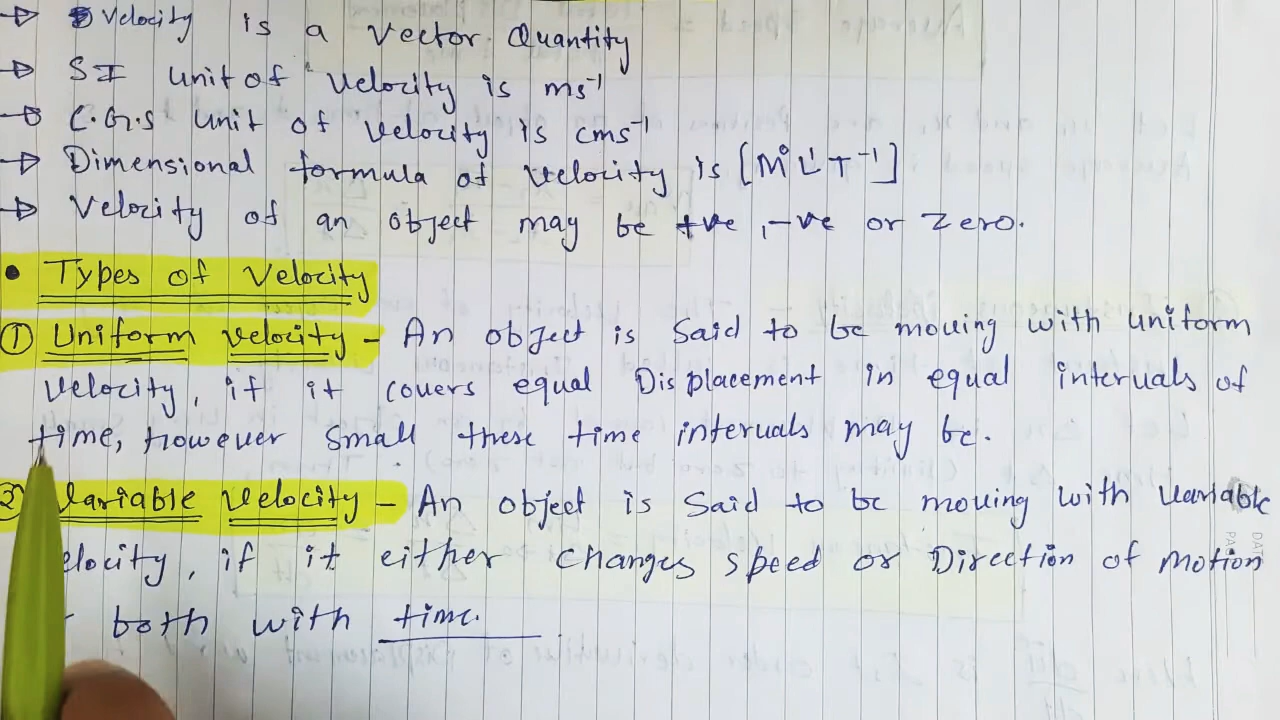 → Velocity is a Vector Quantity
→ SI Unit of Velocity is ms⁻¹
→ C.G.S Unit of Velocity is cms⁻¹
→ Dimensional formula of Velocity is [M⁰L¹T⁻¹]
→ Velocity of an object may be +ve, -ve or Zero.
• Types of Velocity
① Uniform Velocity - An object is Said to be moving with uniform
Velocity, if it covers equal Displacement in equal intervals of
time, however Small these time intervals may be.
② Variable Velocity - An object is Said to be moving with Variable
elocity, if it either Changes Speed or Direction of motion
both with time.